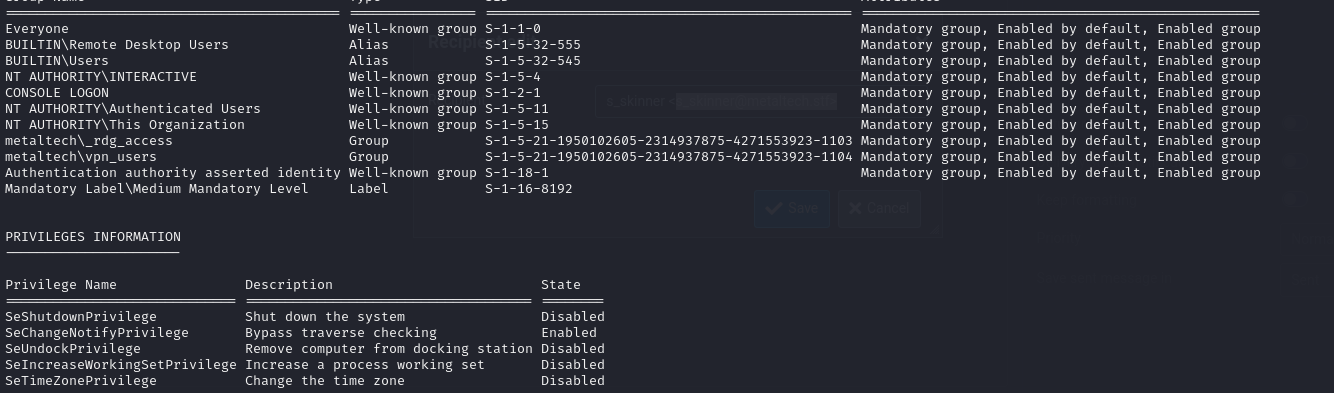 Everyone Well-known group S-1-1-0 Mandatory group, Enabled by default, Enabled group
BUILTIN\Remote Desktop Users Alias S-1-5-32-555 Mandatory group, Enabled by default, Enabled group
BUILTIN\Users Alias S-1-5-32-545 Mandatory group, Enabled by default, Enabled group
NT AUTHORITY\INTERACTIVE Well-known group S-1-5-4 Mandatory group, Enabled by default, Enabled group
CONSOLE LOGON Well-known group S-1-2-1 Mandatory group, Enabled by default, Enabled group
NT AUTHORITY\Authenticated Users Well-known group S-1-5-11 Mandatory group, Enabled by default, Enabled group
NT AUTHORITY\This Organization Well-known group S-1-5-15 Mandatory group, Enabled by default, Enabled group
metaltech\_rdg_access Group S-1-5-21-1950102605-2314937875-4271553923-1103 Mandatory group, Enabled by default, Enabled group
metaltech\vpn_users Group S-1-5-21-1950102605-2314937875-4271553923-1104 Mandatory group, Enabled by default, Enabled group
Authentication authority asserted identity Well-known group S-1-18-1 Mandatory group, Enabled by default, Enabled group
Mandatory Label\Medium Mandatory Level Label S-1-16-8192
s_skinner <
Save Cancel
PRIVILEGES INFORMATION
Privilege Name Description State
SeShutdownPrivilege Shut down the system Disabled
SeChangeNotifyPrivilege Bypass traverse checking Enabled
SeUndockPrivilege Remove computer from docking station Disabled
SeIncreaseWorkingSetPrivilege Increase a process working set Disabled
SeTimeZonePrivilege Change the time zone Disabled